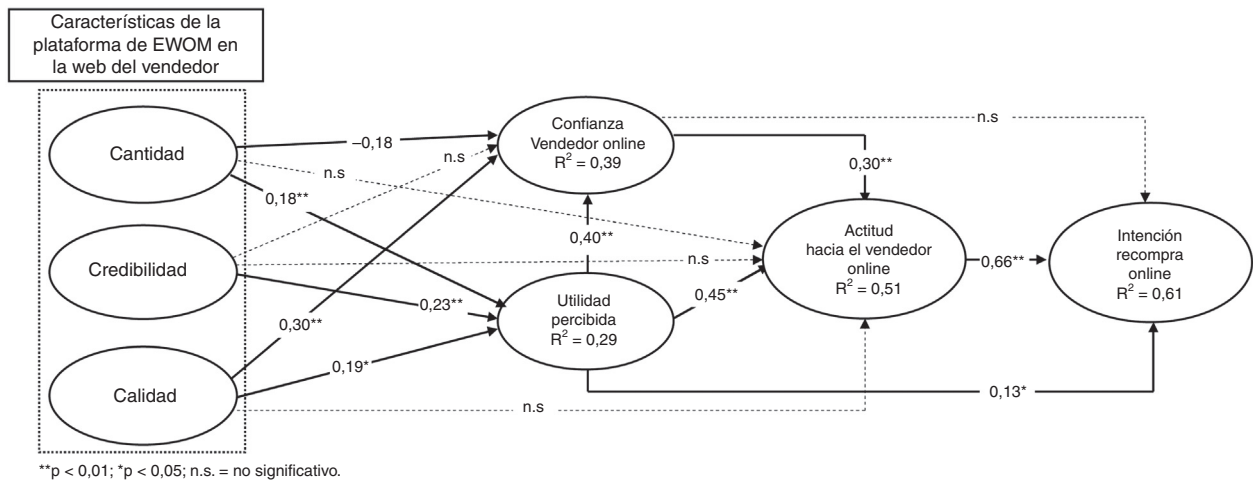 Características de la
plataforma de EWOM en
la web del vendedor
Cantidad
Credibilidad
Calidad
–0,18
n.s
n.s
0,18**
0,23**
0,30**
0,19*
n.s
n.s
Confianza
Vendedor online
R² = 0,39
0,40**
Utilidad
percibida
R² = 0,29
n.s
0,30**
0,45**
Actitud
hacia el vendedor
online
R² = 0,51
0,66**
0,13*
Intención
recompra
online
R² = 0,61
**p < 0,01; *p < 0,05; n.s. = no significativo.